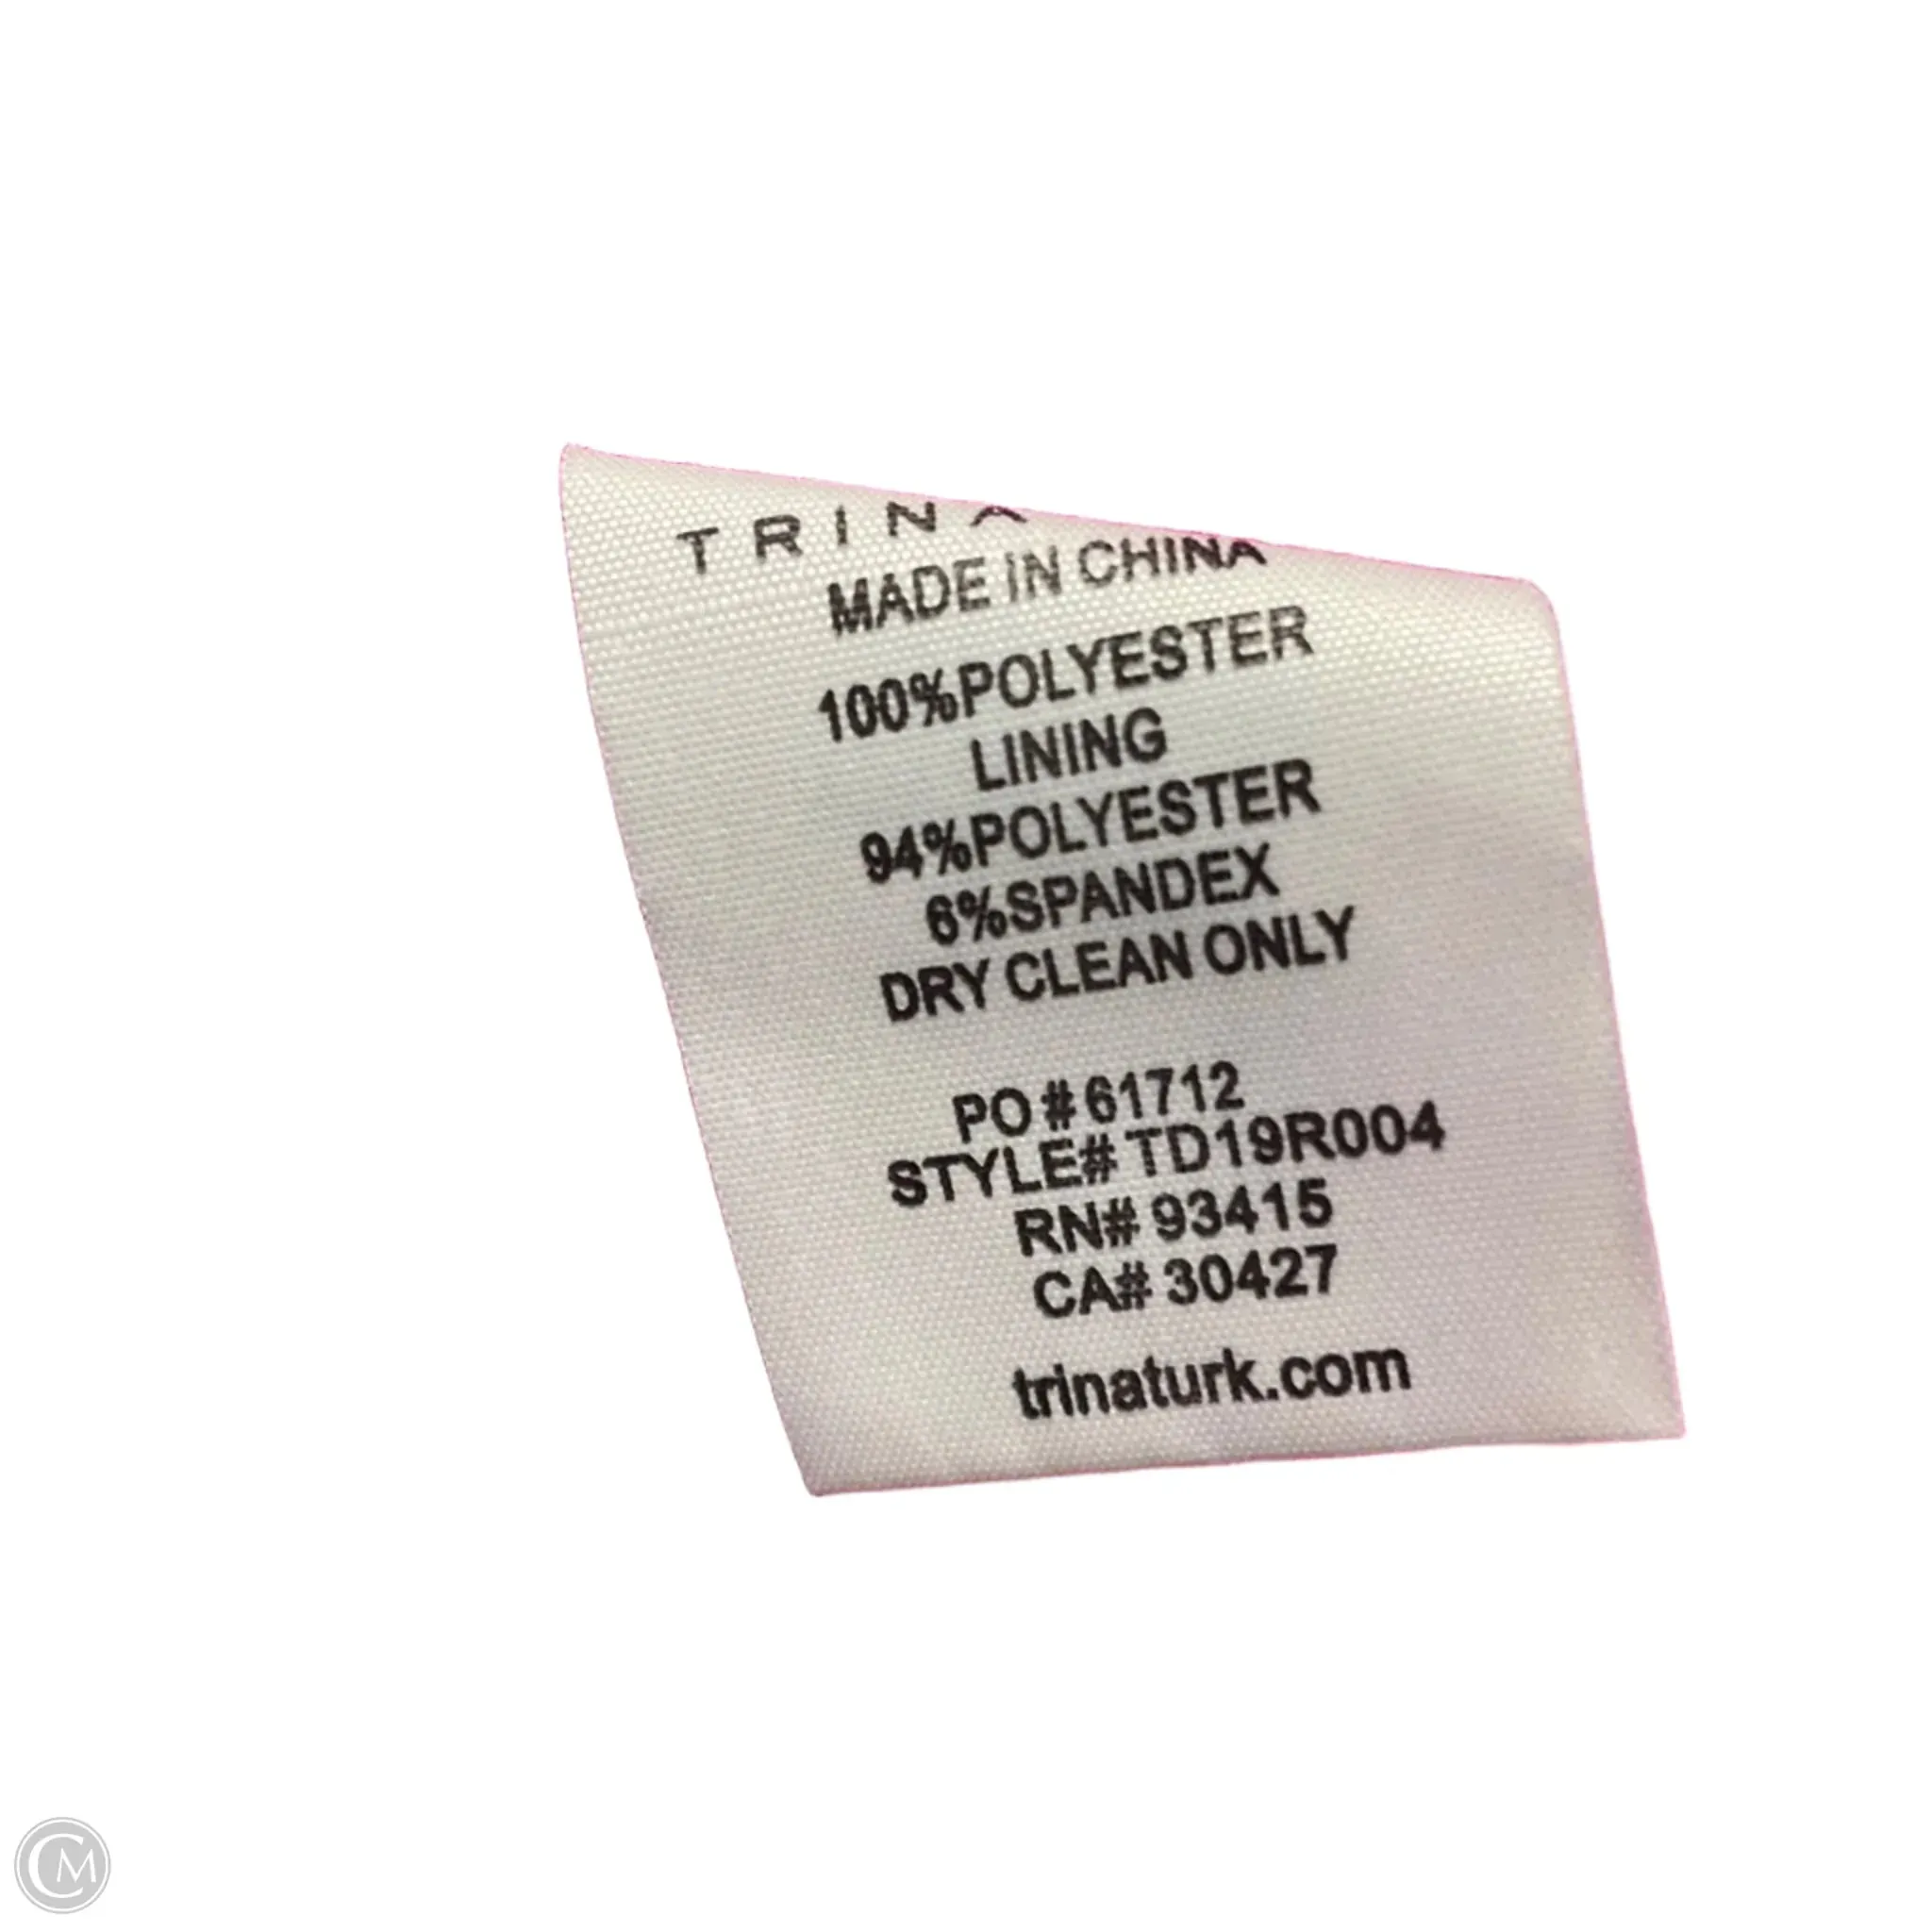 TRINA
MADE IN CHINA
100%POLYESTER
LINING
94%POLYESTER
6%SPANDEX
DRY CLEAN ONLY
PO # 61712
STYLE# TD19R004
RN# 93415
CA# 30427
trinaturk.com
CM